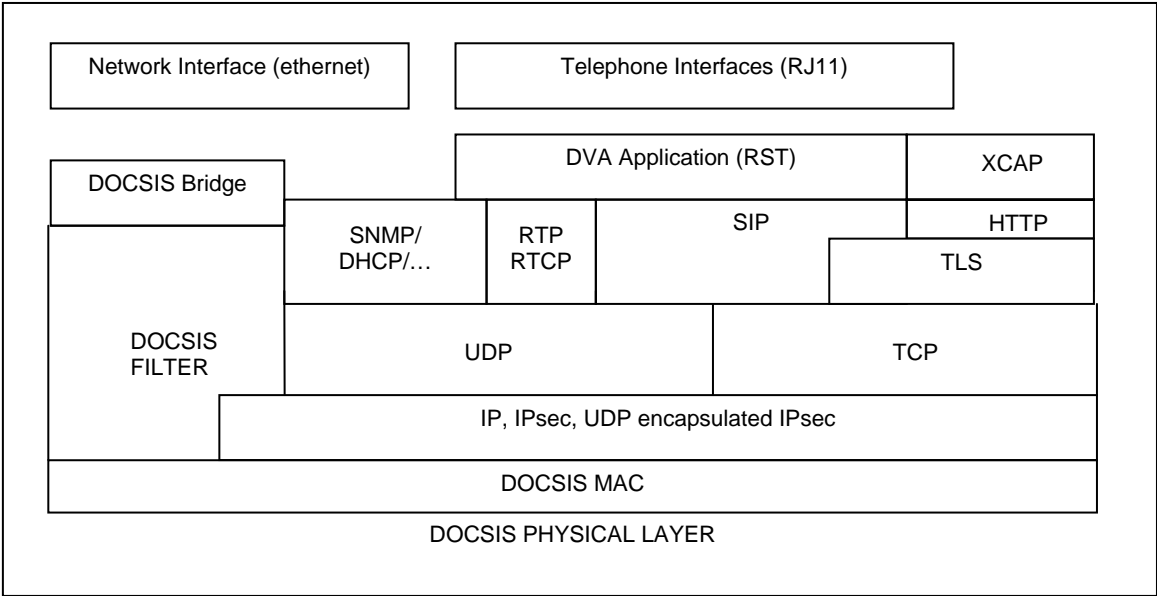 Network Interface (ethernet)
Telephone Interfaces (RJ11)
DVA Application (RST)
XCAP
DOCSIS Bridge
SNMP/
DHCP/…
RTP
RTCP
SIP
HTTP
TLS
DOCSIS
FILTER
UDP
TCP
IP, IPsec, UDP encapsulated IPsec
DOCSIS MAC
DOCSIS PHYSICAL LAYER